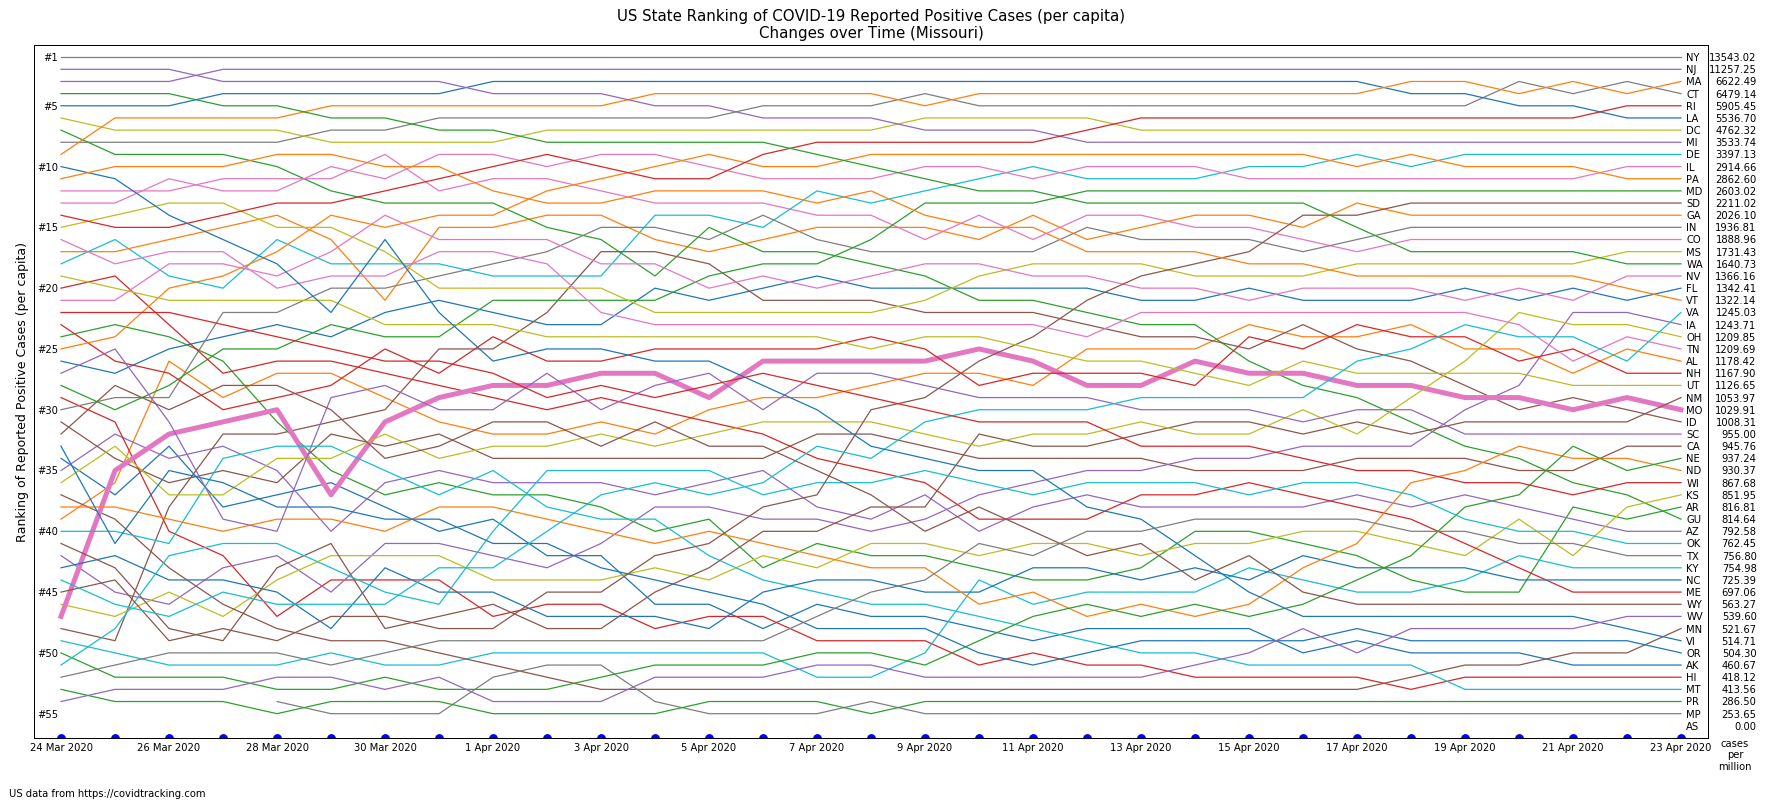 US State Ranking of COVID-19 Reported Positive Cases (per capita)
Changes over Time (Missouri)
Ranking of Reported Positive Cases (per capita)
#1
#5
#10
#15
#20
#25
#30
#35
#40
#45
#50
#55
NY 13543.02
NJ 11257.25
MA 6622.49
CT 6479.14
RI 5905.45
LA 5536.70
DC 4762.32
MI 3533.74
DE 3397.13
IL 2914.66
PA 2862.60
MD 2603.02
SD 2211.02
GA 2026.10
IN 1936.81
CO 1888.96
MS 1731.43
WA 1640.73
NV 1366.16
FL 1342.41
VT 1322.14
VA 1245.03
IA 1243.71
OH 1209.85
TN 1209.69
AL 1178.42
NH 1167.90
UT 1126.65
NM 1053.97
MO 1029.91
ID 1008.31
SC 955.00
CA 945.76
NE 937.24
ND 930.37
WI 867.68
KS 851.95
AR 816.81
GU 814.64
AZ 792.58
OK 762.45
TX 756.80
KY 754.98
NC 725.39
ME 697.06
WY 563.27
WV 539.60
MN 521.67
VI 514.71
OR 504.30
AK 460.67
HI 418.12
MT 413.56
PR 286.50
MP 253.65
AS 0.00
24 Mar 2020 26 Mar 2020 28 Mar 2020 30 Mar 2020 1 Apr 2020 3 Apr 2020 5 Apr 2020 7 Apr 2020 9 Apr 2020 11 Apr 2020 13 Apr 2020 15 Apr 2020 17 Apr 2020 19 Apr 2020 21 Apr 2020 23 Apr 2020
cases
per
million
US data from https://covidtracking.com